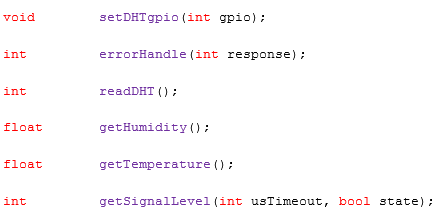 void setDHTgpio(int gpio);
int errorHandle(int response);
int readDHT();
float getHumidity();
float getTemperature();
int getSignalLevel(int usTimeout, bool state);